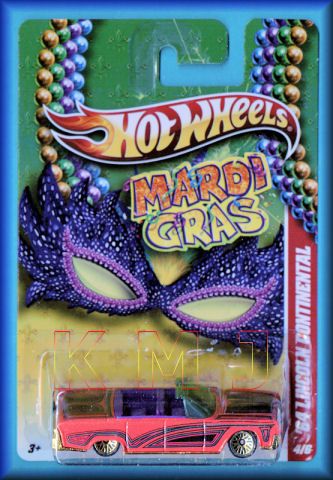 HOT WHEELS
MARDI
GRAS
'64 LINCOLN CONTINENTAL
4/6
KMJ
3+